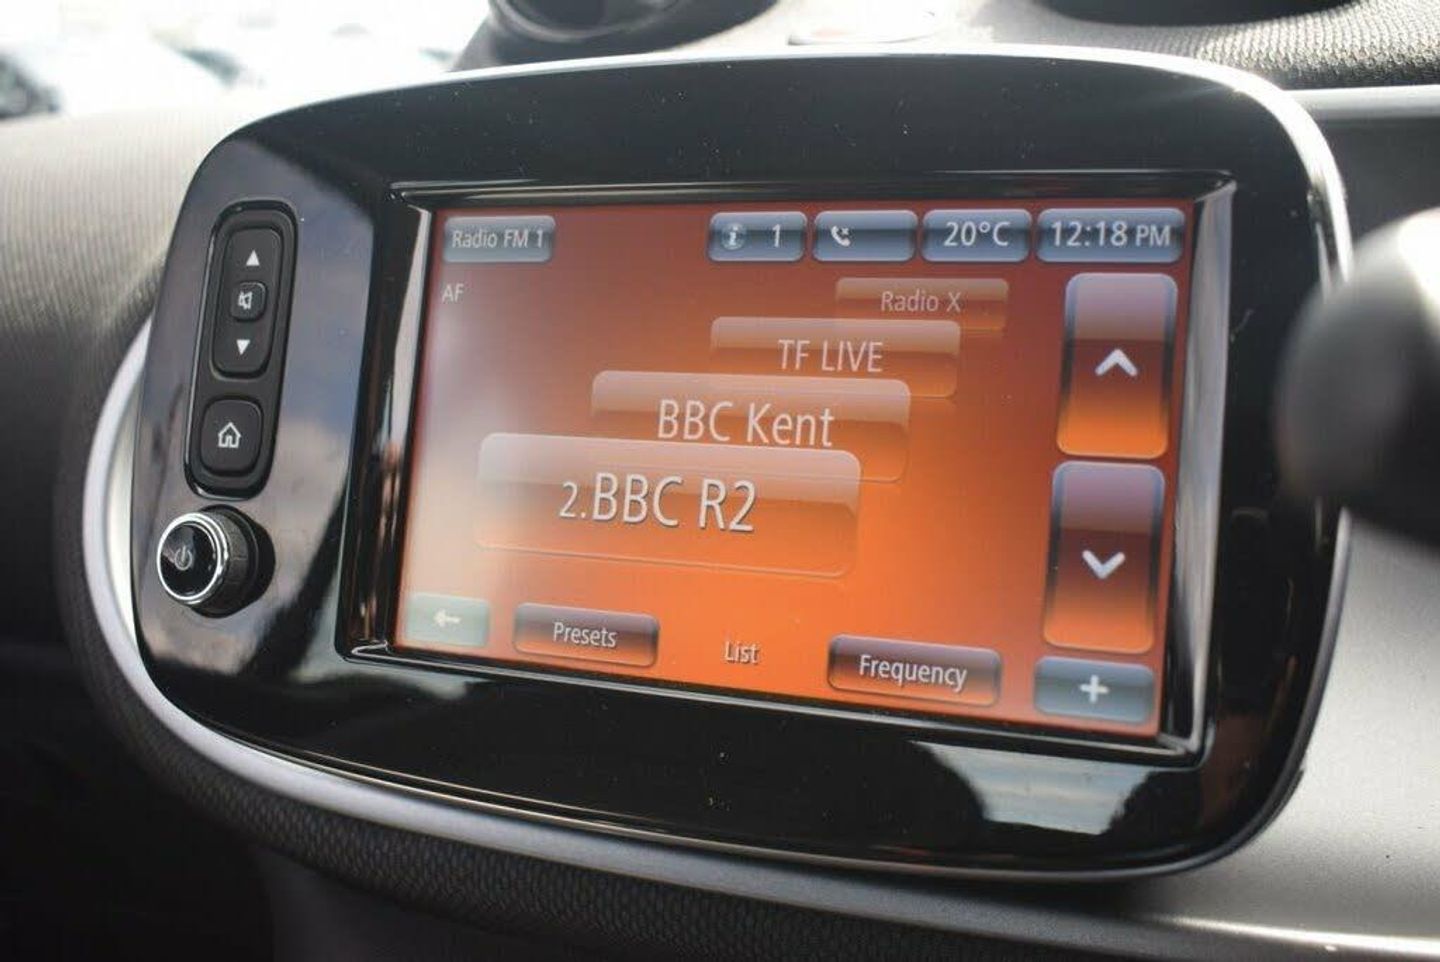 Radio FM 1
1
20°C
12:18 PM
AF
Radio X
TF LIVE
BBC Kent
2.BBC R2
Presets
List
Frequency